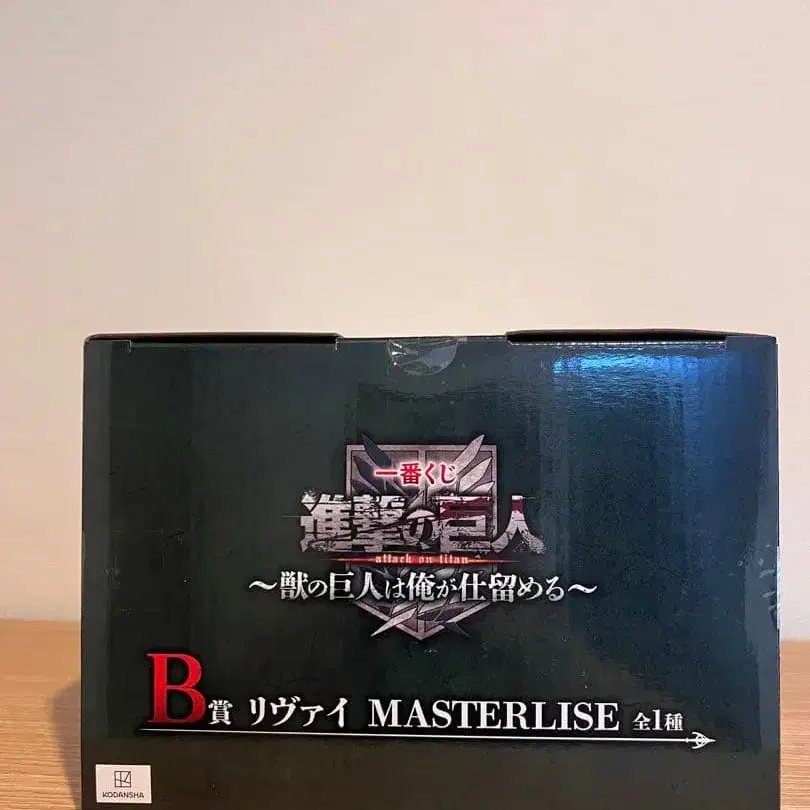 一番くじ
進撃の巨人
attack on titan
～獣の巨人は俺が仕留める～
B賞 リヴァイ MASTERLISE 全1種
KODANSHA